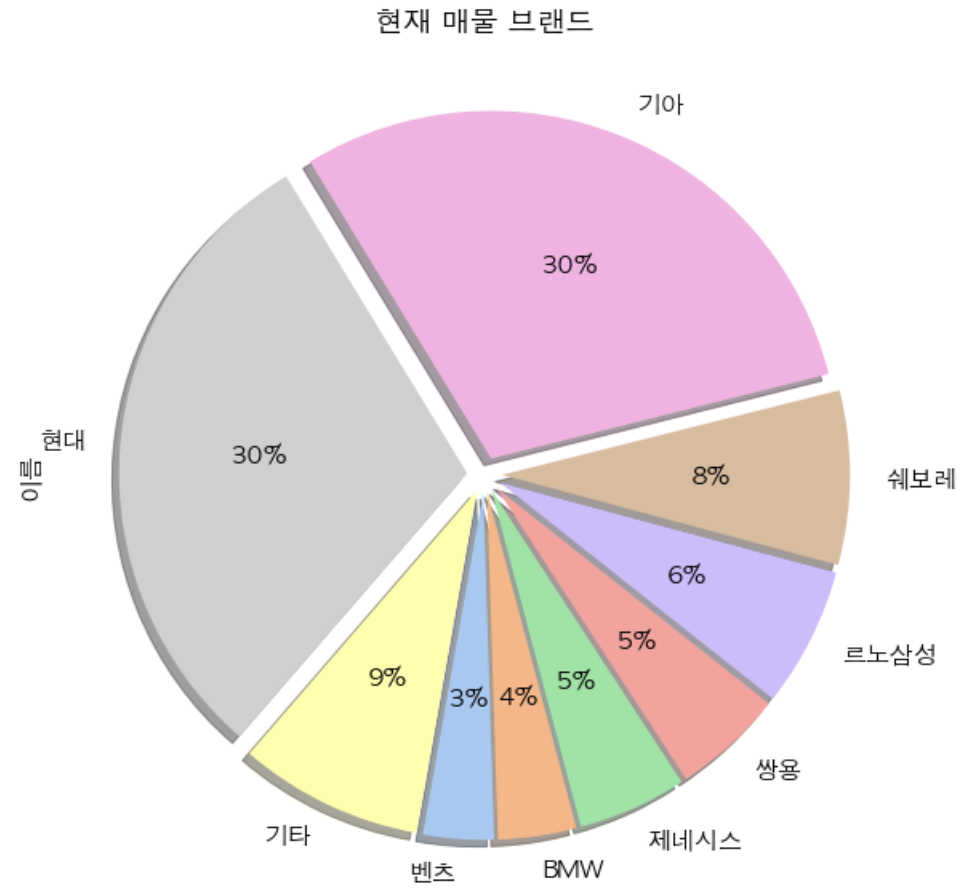 현재 매물 브랜드
기아
30%
현대
30%
이름
8%
쉐보레
6%
르노삼성
5%
쌍용
5%
제네시스
4%
BMW
3%
벤츠
9%
기타